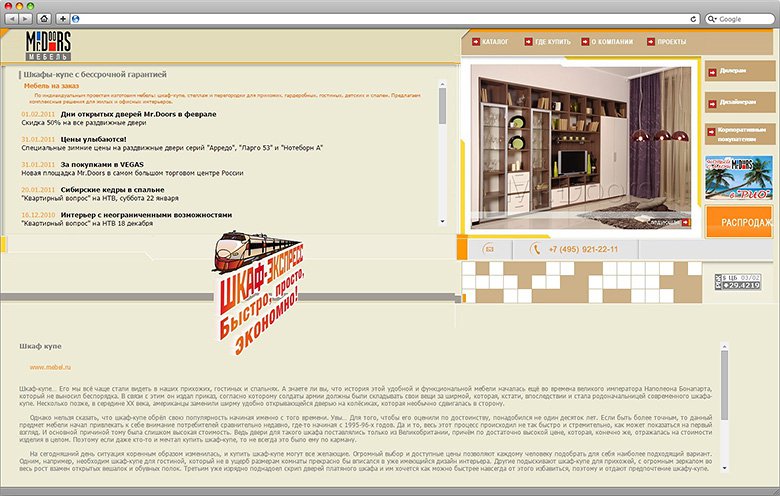 Google
Mr.DOORS
МЕБЕЛЬ
КАТАЛОГ
ГДЕ КУПИТЬ
О КОМПАНИИ
ПРОЕКТЫ
Шкафы-купе с бессрочной гарантией
Мебель на заказ
По индивидуальным проектам изготовим мебель: шкафы-купе, стеллаж и перегородки для прихожих, гардеробных, гостиных, детских и спален. Предлагаем
комплексные решения для жилых и офисных интерьеров.
01.02.2011 Дни открытых дверей Mr.Doors в феврале
Скидка 50% на все раздвижные двери
31.01.2011 Цены улыбаются!
Специальные зимние цены на раздвижные двери серий "Арредо", "Ларго 53" и "Нотеборн А"
31.01.2011 За покупками в VEGAS
Новая площадка Mr.Doors в самом большом торговом центре России
20.01.2011 Сибирские кедры в спальне
"Квартирный вопрос" на НТВ, суббота 22 января
16.12.2010 Интерьер с неограниченными возможностями
"Квартирный вопрос" на НТВ 18 декабря
Следующая
Дилерам
Дизайнерам
Корпоративным
покупателям
MR.DOORS
в "РИО"
РАСПРОДАЖ
+7 (495) 921-22-11
$ ЦБ 03/02
29.4219
ШКАФ-ЭКСПРЕСС
Быстро, просто,
экономно!
Шкаф купе
www.mebel.ru
Шкаф-купе... Его мы всё чаще стали видеть в наших прихожих, гостиных и спальнях. А знаете ли вы, что история этой удобной и функциональной мебели началась ещё во времена великого императора Наполеона Бонапарта,
который не выносил беспорядка. В связи с этим он издал приказ, согласно которому солдаты армии должны были складывать свои вещи за ширмой, которая, кстати, впоследствии и стала родоначальницей современного шкафа-
купе. Несколько позже, в середине XX века, американцы заменили ширму удобно открывающейся дверью на колёсиках, которая необычно сдвигалась в сторону.
Однако нельзя сказать, что шкаф-купе обрёл свою популярность начиная именно с того времени. Увы... Для того, чтобы его оценили по достоинству, понадобился не один десяток лет. Если быть более точным, то данный
предмет мебели начал привлекать к себе внимание потребителей сравнительно недавно, где-то начиная с 1995-96-х годов. Да и то, весь этот процесс происходил не так быстро и стремительно, как может показаться на первый
взгляд. И основной причиной тому была слишком высокая стоимость. Ведь двери для такого шкафа поставлялись только из Великобритании, причём по достаточно высокой цене, которая, конечно же, отражалась на стоимости
изделия в целом. Поэтому если даже кто-то и мечтал купить шкаф-купе, то не всегда это было ему по карману.
На сегодняшний день ситуация коренным образом изменилась, и купить шкаф-купе могут все желающие. Огромный выбор и доступные цены позволяют каждому человеку подобрать для себя наиболее подходящий вариант.
Одним, например, необходим шкаф-купе для гостиной, который не в ущерб размерам комнаты прекрасно бы вписался в уже имеющийся дизайн интерьера. Другие подыскивают шкаф-купе для прихожей, с огромным зеркалом во
весь рост взамен открытых вешалок и обувных полок. Третьим уже изрядно поднадоел скрип дверей платяного шкафа и им хочется как можно быстрее навсегда от этого избавиться, поэтому и отдают предпочтение шкафу-купе.